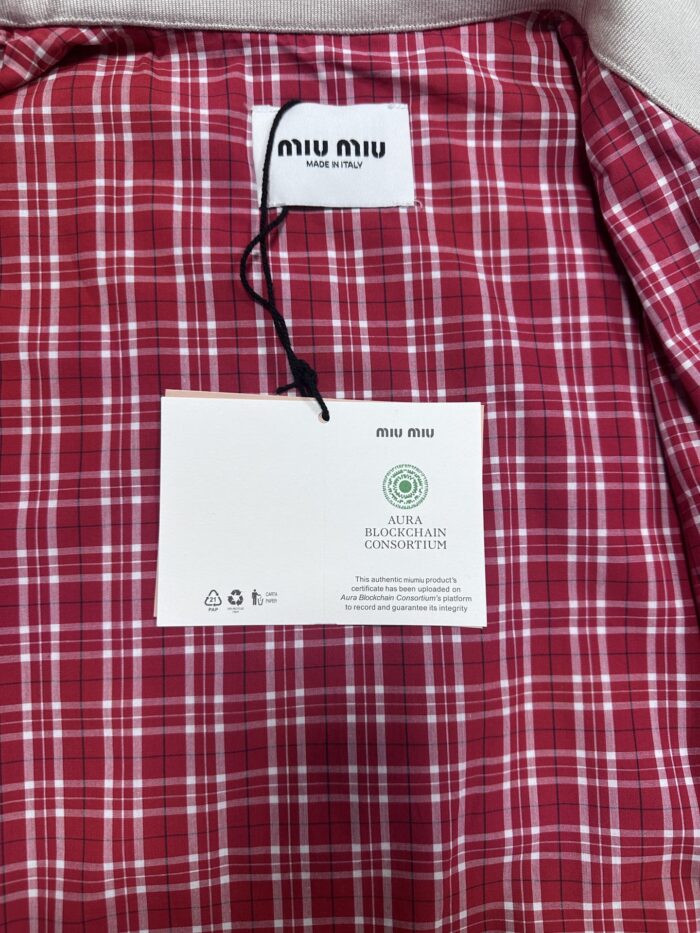 miu miu
MADE IN ITALY
miu miu
AURA
BLOCKCHAIN
CONSORTIUM
This authentic miumiu product's
certificate has been uploaded on
Aura Blockchain Consortium's platform
to record and guarantee its integrity
21
PAP
CARTA
PAPER